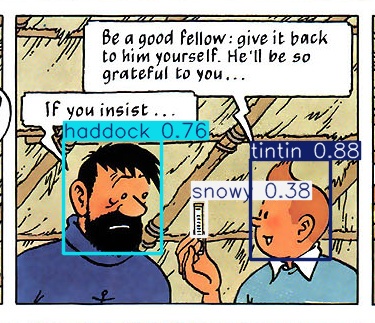 Be a good fellow: give it back
to him yourself. He'll be so
grateful to you...
If you insist ...
haddock 0.76
tintin 0.88
snowy 0.38